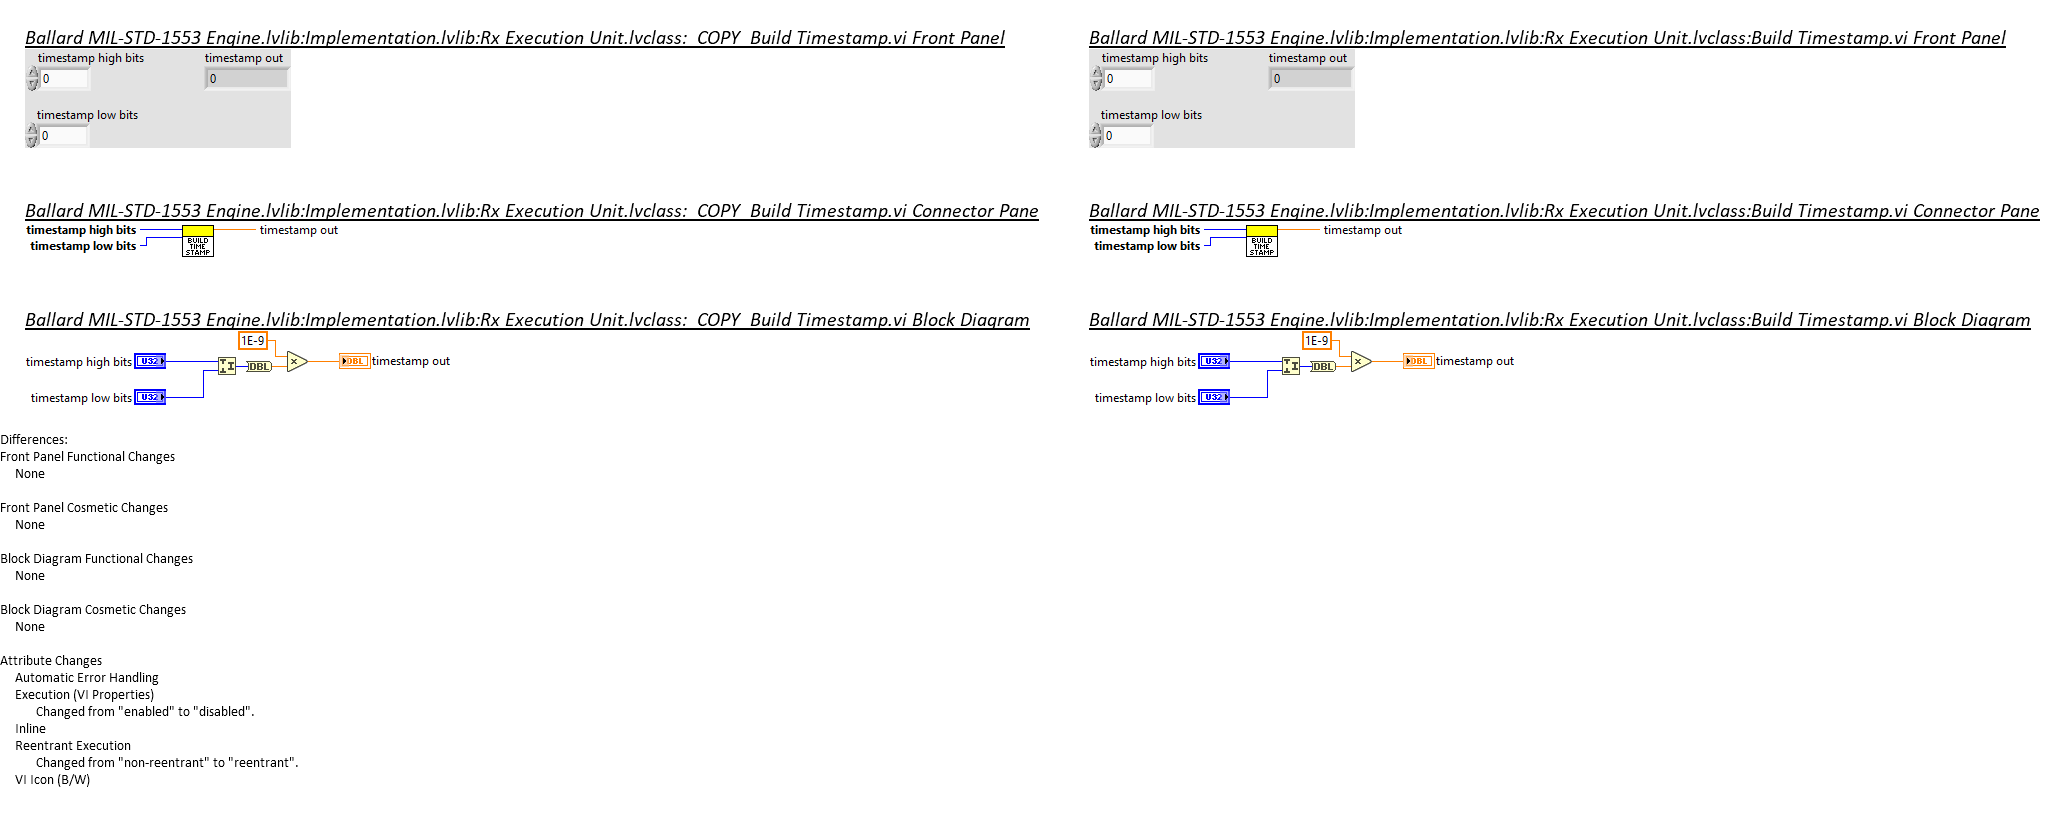 Ballard MIL-STD-1553 Engine.lvlib:Implementation.lvlib:Rx Execution Unit.lvclass:  COPY  Build Timestamp.vi Front Panel
timestamp high bits
timestamp out
0
0
timestamp low bits
0
Ballard MIL-STD-1553 Engine.lvlib:Implementation.lvlib:Rx Execution Unit.lvclass:Build Timestamp.vi Front Panel
timestamp high bits
timestamp out
0
0
timestamp low bits
0
Ballard MIL-STD-1553 Engine.lvlib:Implementation.lvlib:Rx Execution Unit.lvclass:  COPY  Build Timestamp.vi Connector Pane
timestamp high bits
timestamp low bits
BUILD
TIME
STAMP
timestamp out
Ballard MIL-STD-1553 Engine.lvlib:Implementation.lvlib:Rx Execution Unit.lvclass:Build Timestamp.vi Connector Pane
timestamp high bits
timestamp low bits
BUILD
TIME
STAMP
timestamp out
Ballard MIL-STD-1553 Engine.lvlib:Implementation.lvlib:Rx Execution Unit.lvclass:  COPY  Build Timestamp.vi Block Diagram
1E-9
timestamp high bits
U32
DBL
DBL
timestamp out
timestamp low bits
U32
Ballard MIL-STD-1553 Engine.lvlib:Implementation.lvlib:Rx Execution Unit.lvclass:Build Timestamp.vi Block Diagram
1E-9
timestamp high bits
U32
DBL
DBL
timestamp out
timestamp low bits
U32
Differences:
Front Panel Functional Changes
None
Front Panel Cosmetic Changes
None
Block Diagram Functional Changes
None
Block Diagram Cosmetic Changes
None
Attribute Changes
Automatic Error Handling
Execution (VI Properties)
Changed from "enabled" to "disabled".
Inline
Reentrant Execution
Changed from "non-reentrant" to "reentrant".
VI Icon (B/W)